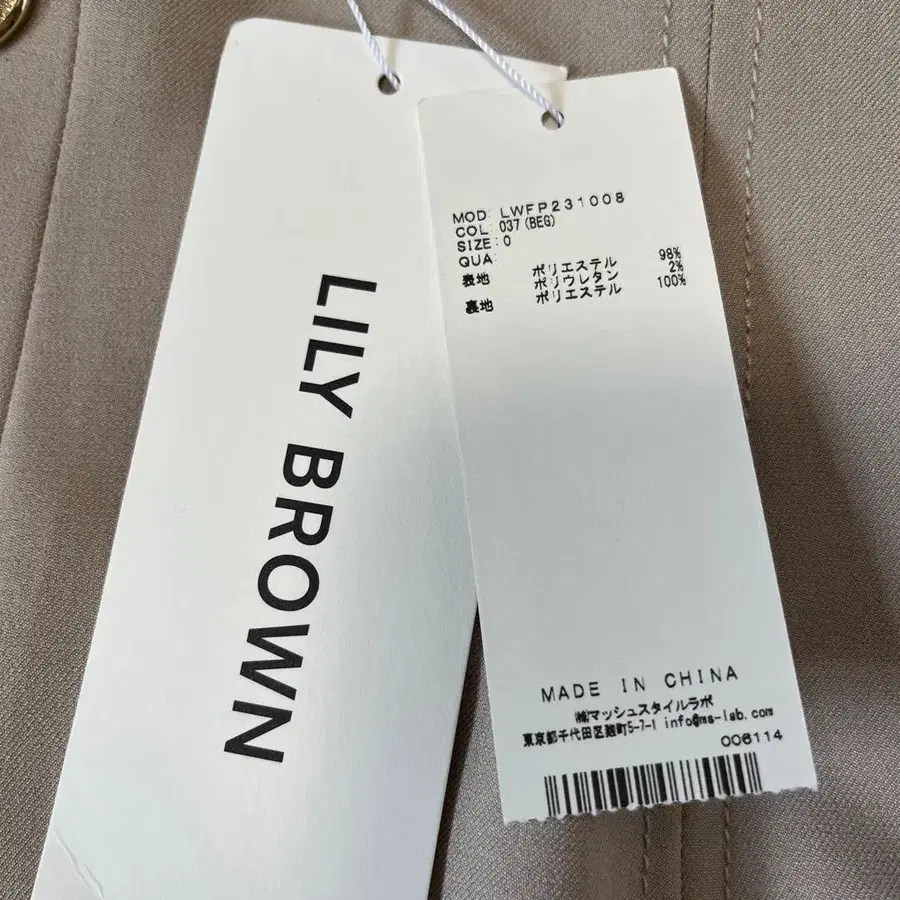 LILY BROWN
MOD: LWFP231008
COL: 037(BEG)
SIZE:0
QUA:
表地 ポリエステル 98%
ポリウレタン 2%
裏地 ポリエステル 100%
MADE IN CHINA
㈱マッシュスタイルラボ
東京都千代田区麹町5-7-1 info@ms-lab.com
006114